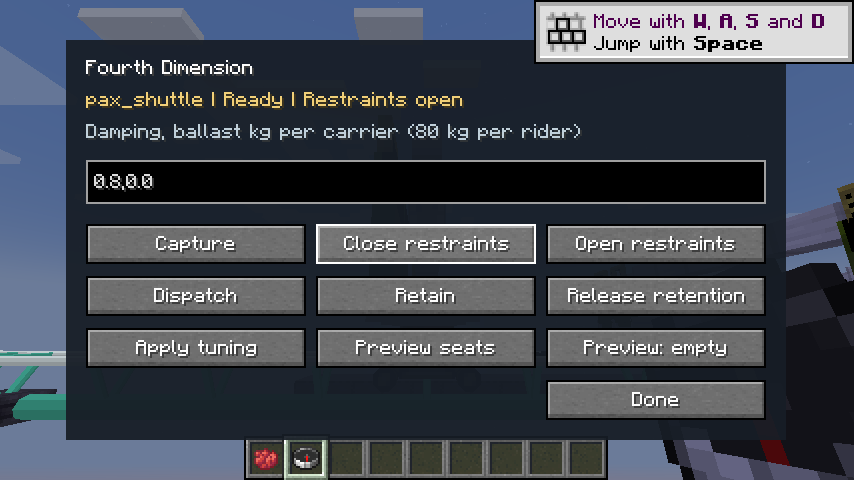 Move with W, A, S and D
Jump with Space
Fourth Dimension
pax_shuttle | Ready | Restraints open
Damping, ballast kg per carrier (80 kg per rider)
0.8,0.0
Capture
Close restraints
Open restraints
Dispatch
Retain
Release retention
Apply tuning
Preview seats
Preview: empty
Done